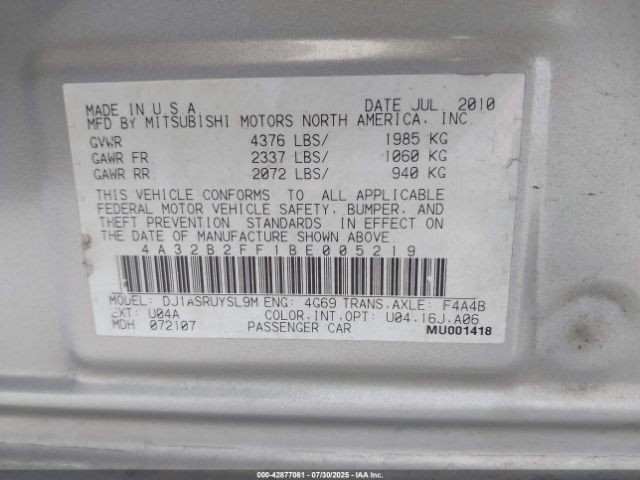 MADE IN U.S.A DATE JUL. 2010
MFD BY MITSUBISHI MOTORS NORTH AMERICA, INC.
GVWR 4376 LBS/ 1985 KG
GAWR FR. 2337 LBS/ 1060 KG
GAWR RR. 2072 LBS/ 940 KG
THIS VEHICLE CONFORMS TO ALL APPLICABLE
FEDERAL MOTOR VEHICLE SAFETY, BUMPER, AND
THEFT PREVENTION STANDARDS IN EFFECT ON
THE DATE OF MANUFACTURE SHOWN ABOVE.
4A32B2FF1BE005219
MODEL: DJ1ASRUYSL9M ENG: 4G69 TRANS.AXLE: F4A4B
EXT: U04A COLOR.INT.OPT: U04.16J.A06
MDH 072107 PASSENGER CAR MU001418
000-42877061 | 07/30/2025 | IAAI.com